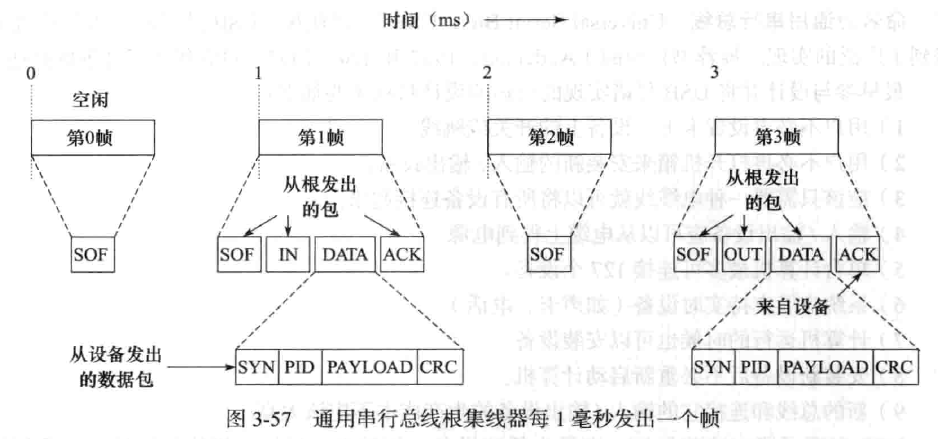 时间（ms）
0
1
2
3
空闲
第0帧
第1帧
第2帧
第3帧
从根发出
的包
从根发出
的包
SOF
SOF IN DATA ACK
SOF
SOF OUT DATA ACK
来自设备
从设备发出
的数据包
SYN PID PAYLOAD CRC
SYN PID PAYLOAD CRC
图 3-57 通用串行总线根集线器每 1 毫秒发出一个帧